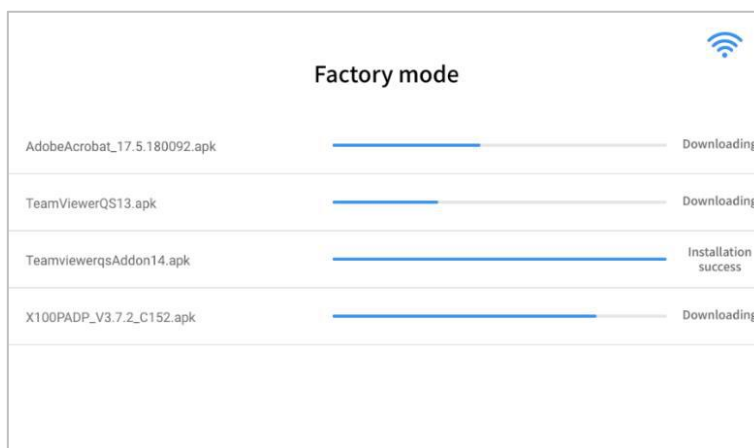 Factory mode
AdobeAcrobat_17.5.180092.apk Downloading
TeamViewerQS13.apk Downloading
TeamviewerqsAddon14.apk Installation
success
X100PADP_V3.7.2_C152.apk Downloading